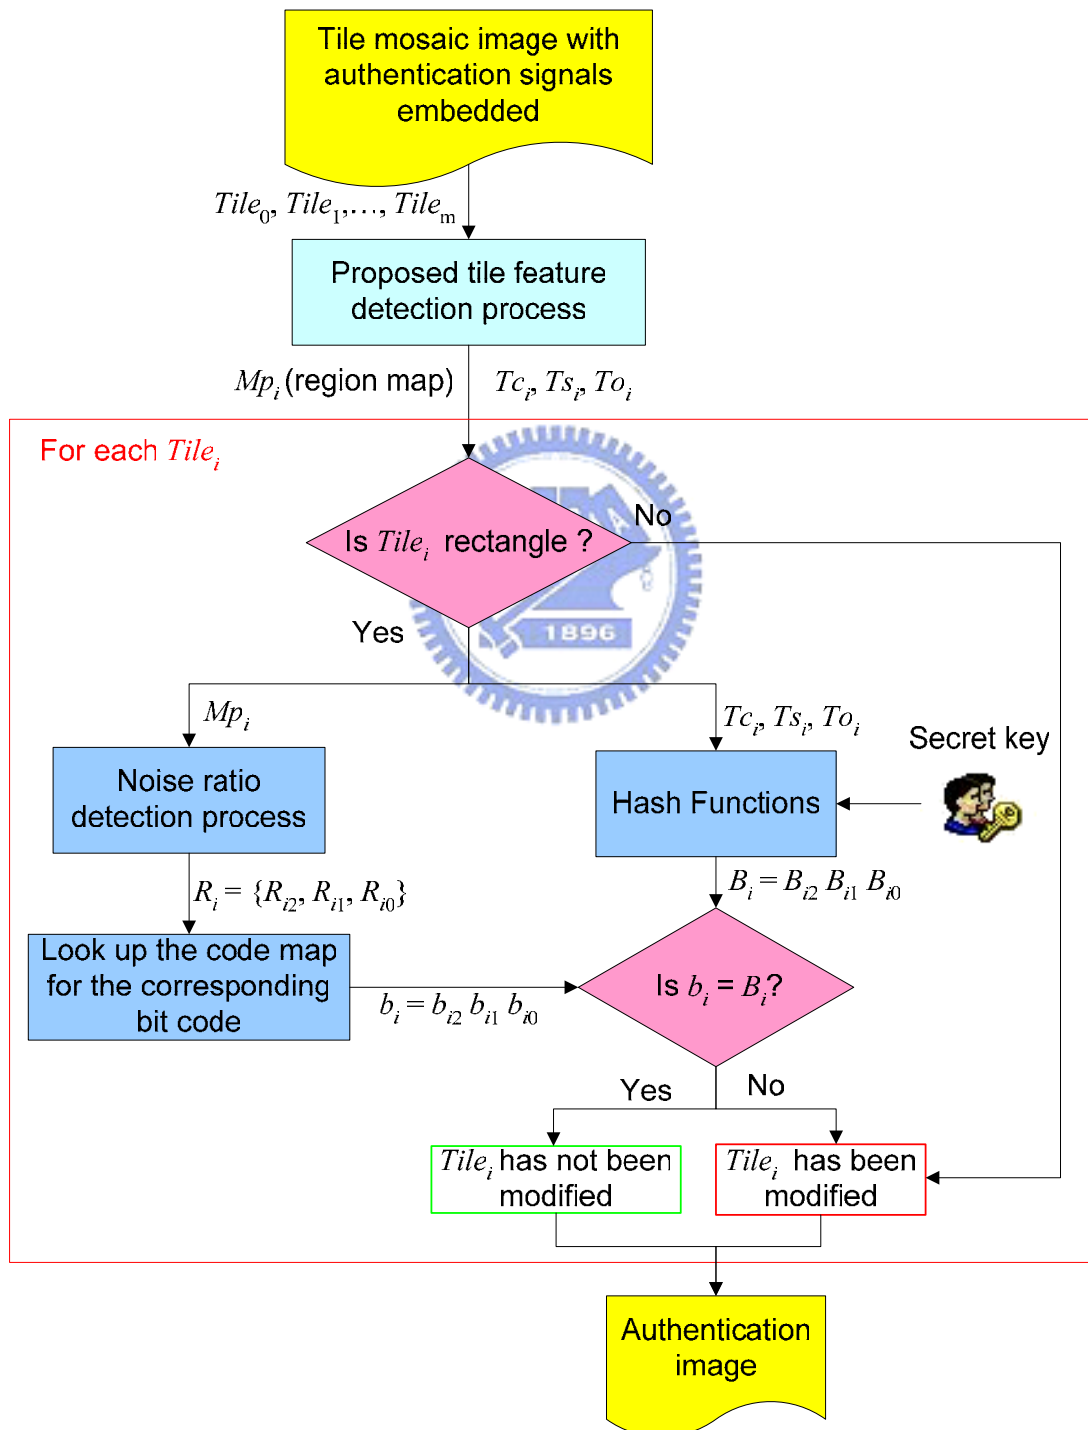 Tile mosaic image with
authentication signals
embedded
Tile₀, Tile₁,…, Tileₘ
Proposed tile feature
detection process
Mpᵢ (region map)
Tcᵢ, Tsᵢ, Toᵢ
For each Tileᵢ
Is Tileᵢ rectangle ?
No
Yes
1896
Mpᵢ
Tcᵢ, Tsᵢ, Toᵢ
Secret key
Noise ratio
detection process
Hash Functions
Rᵢ = {Rᵢ₂, Rᵢ₁, Rᵢ₀}
Bᵢ = Bᵢ₂ Bᵢ₁ Bᵢ₀
Look up the code map
for the corresponding
bit code
bᵢ = bᵢ₂ bᵢ₁ bᵢ₀
Is bᵢ = Bᵢ?
Yes
No
Tileᵢ has not been
modified
Tileᵢ has been
modified
Authentication
image